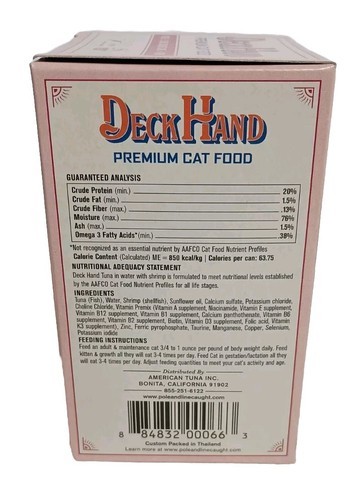 DECK HAND
PREMIUM CAT FOOD
GUARANTEED ANALYSIS
Crude Protein (min.) 20%
Crude Fat (min.) 1.5%
Crude Fiber (max.) .13%
Moisture (max.) 76%
Ash (max.) 1.5%
Omega 3 Fatty Acids*(min.) .38%
*Not recognized as an essential nutrient by AAFCO Cat Food Nutrient Profiles
Calorie Content (Calculated) ME = 850 kcal/kg | Calories per can: 63.75
NUTRITIONAL ADEQUACY STATEMENT
Deck Hand Tuna in water with shrimp is formulated to meet nutritional levels established
by the AAFCO Cat Food Nutrient Profiles for all life stages.
INGREDIENTS
Tuna (Fish), Water, Shrimp (shellfish), Sunflower oil, Calcium sulfate, Potassium chloride,
Choline Chloride, Vitamin Premix (Vitamin A supplement), Niacinamide, Vitamin E supplement,
Vitamin B12 supplement, Vitamin B1 supplement, Calcium panthothenate, Vitamin B6
supplement, Vitamin B2 supplement, Biotin, Vitamin D3 supplement, Folic acid, Vitamin
K3 supplement), Zinc, Ferric pyrophosphate, Taurine, Manganese, Copper, Selenium,
Potassium iodide
FEEDING INSTRUCTIONS
Feed an adult & maintenance cat 3/4 to 1 ounce per pound of body weight daily. Feed
kitten & growth all they will eat 3-4 times per day. Feed Cat in gestation/lactation all they
will eat 3-4 times per day. Adjust feeding quantities to meet your cat's activity and age.
Distributed By
AMERICAN TUNA INC.
BONITA, CALIFORNIA 91902
855-251-8122
www.poleandlinecaught.com
8 84832 00066 3
Custom Packed in Thailand
Learn more at www.poleandlinecaught.com